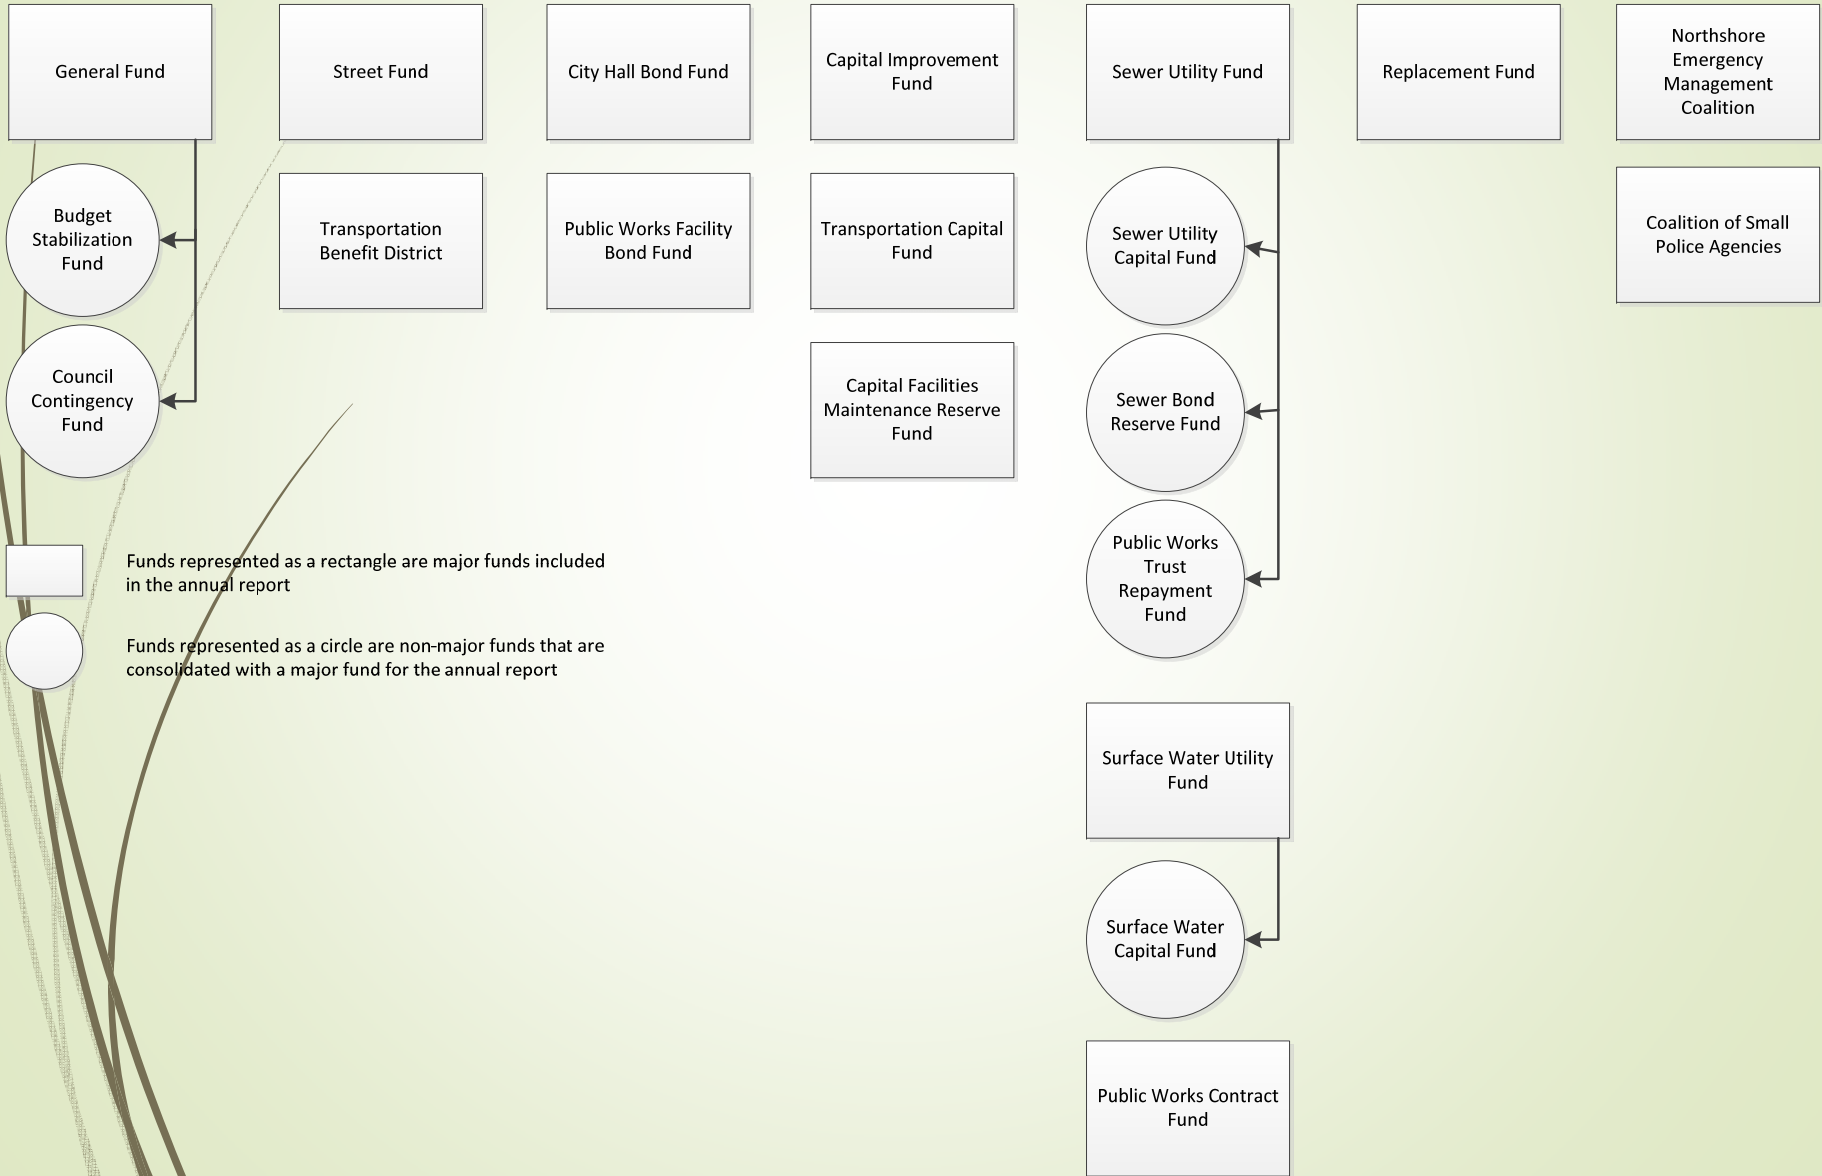 General Fund
Street Fund
City Hall Bond Fund
Capital Improvement
Fund
Sewer Utility Fund
Replacement Fund
Northshore
Emergency
Management
Coalition
Budget
Stabilization
Fund
Transportation
Benefit District
Public Works Facility
Bond Fund
Transportation Capital
Fund
Sewer Utility
Capital Fund
Coalition of Small
Police Agencies
Council
Contingency
Fund
Capital Facilities
Maintenance Reserve
Fund
Sewer Bond
Reserve Fund
Public Works
Trust
Repayment
Fund
Funds represented as a rectangle are major funds included
in the annual report
Funds represented as a circle are non-major funds that are
consolidated with a major fund for the annual report
Surface Water Utility
Fund
Surface Water
Capital Fund
Public Works Contract
Fund